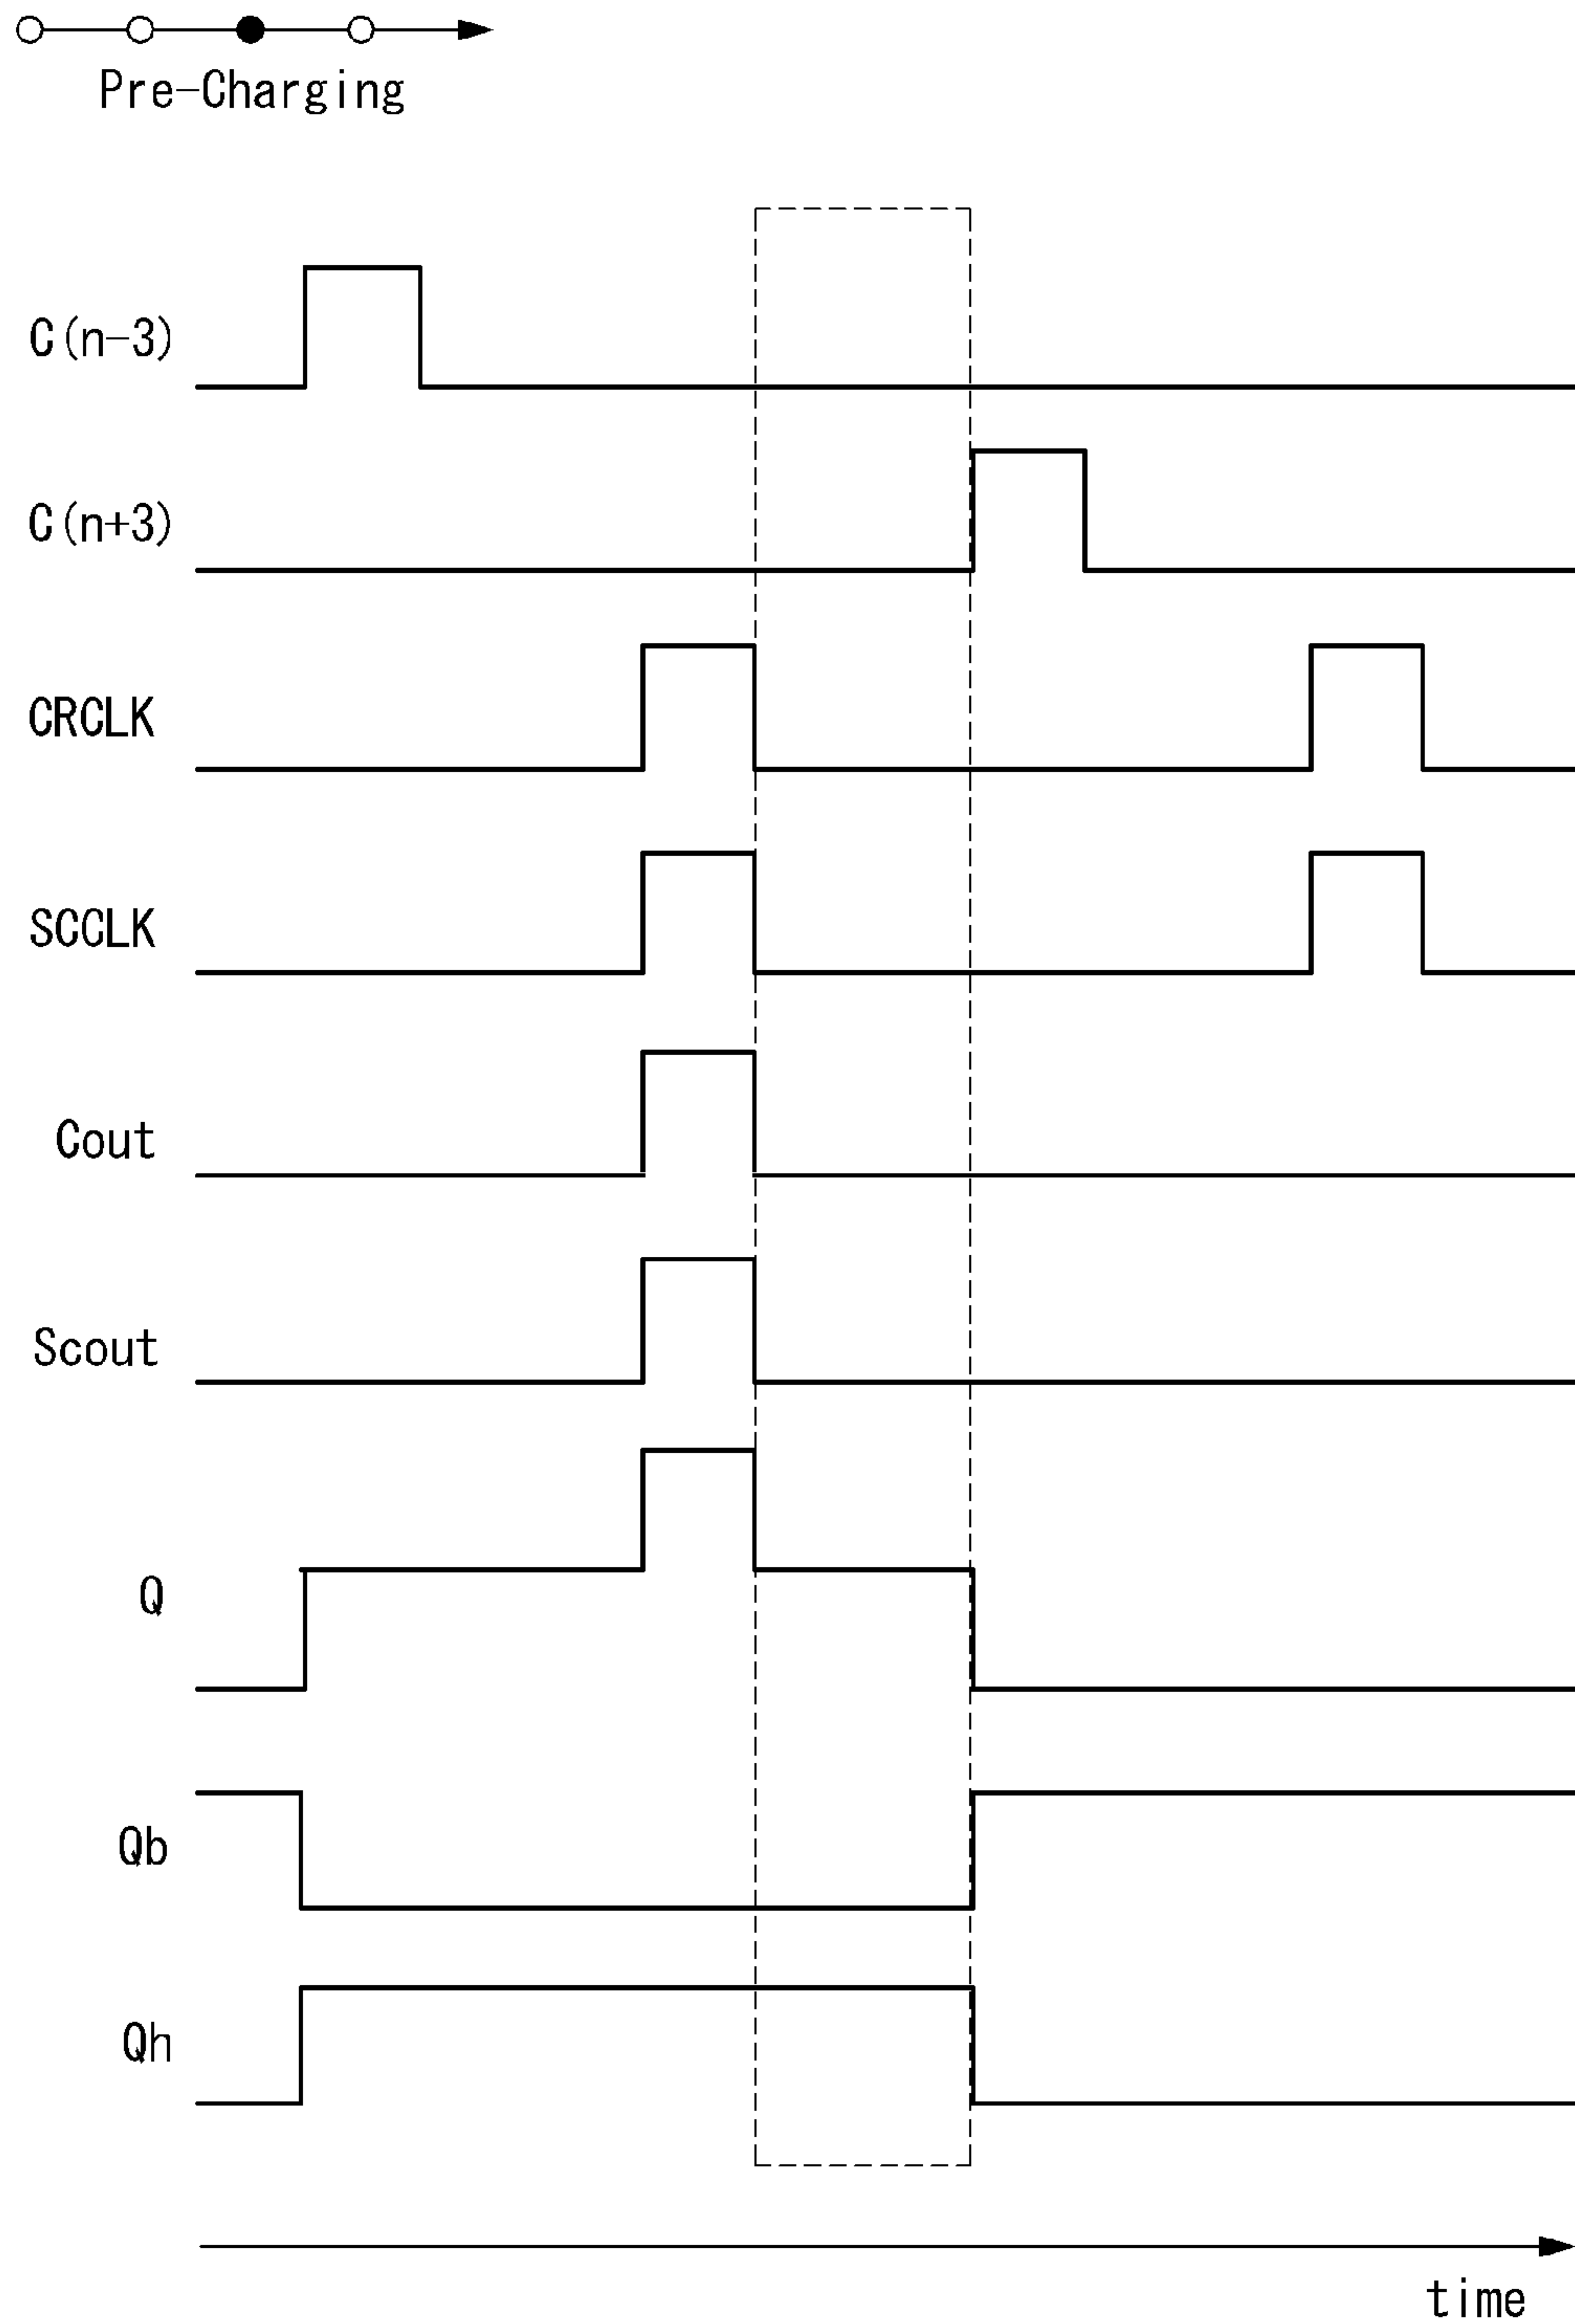 Pre-Charging
C(n-3)
C(n+3)
CRCLK
SCCLK
Cout
Scout
Q
Qb
Qh
time